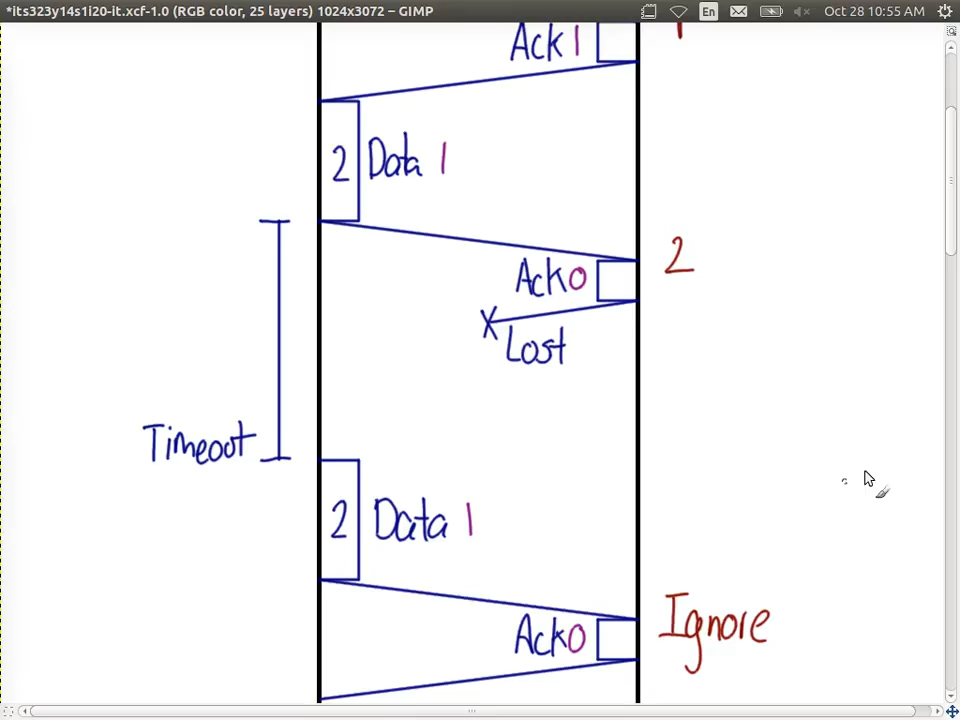 *its323y14s1i20-it.xcf-1.0 (RGB color, 25 layers) 1024x3072 – GIMP
En
Oct 28 10:55 AM
Ack 1
2 Data 1
Ack 0
2
Lost
Timeout
2 Data 1
Ack 0
Ignore